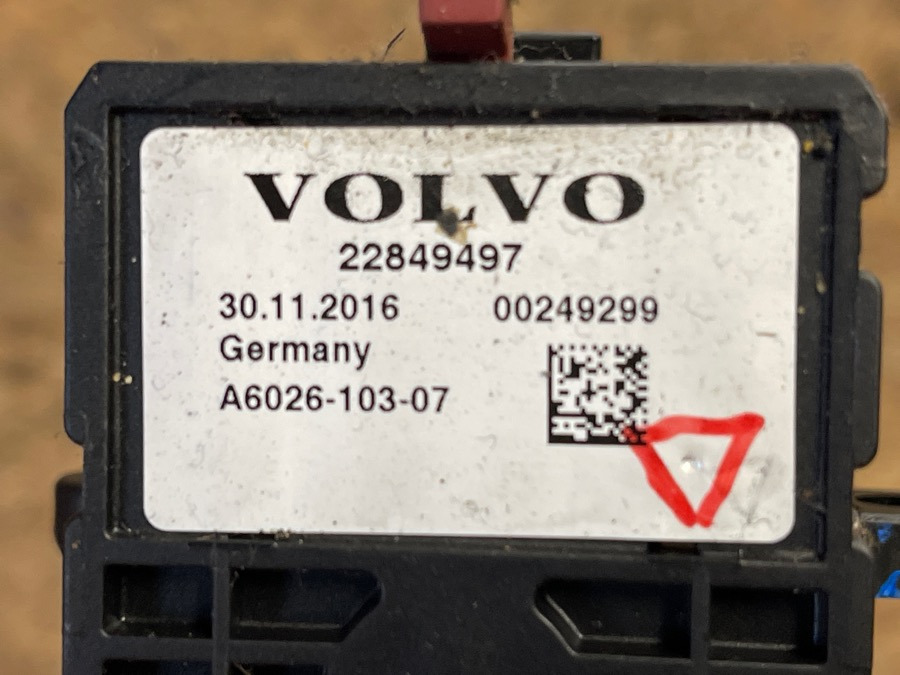 VOLVO
22849497
30.11.2016 00249299
Germany
A6026-103-07